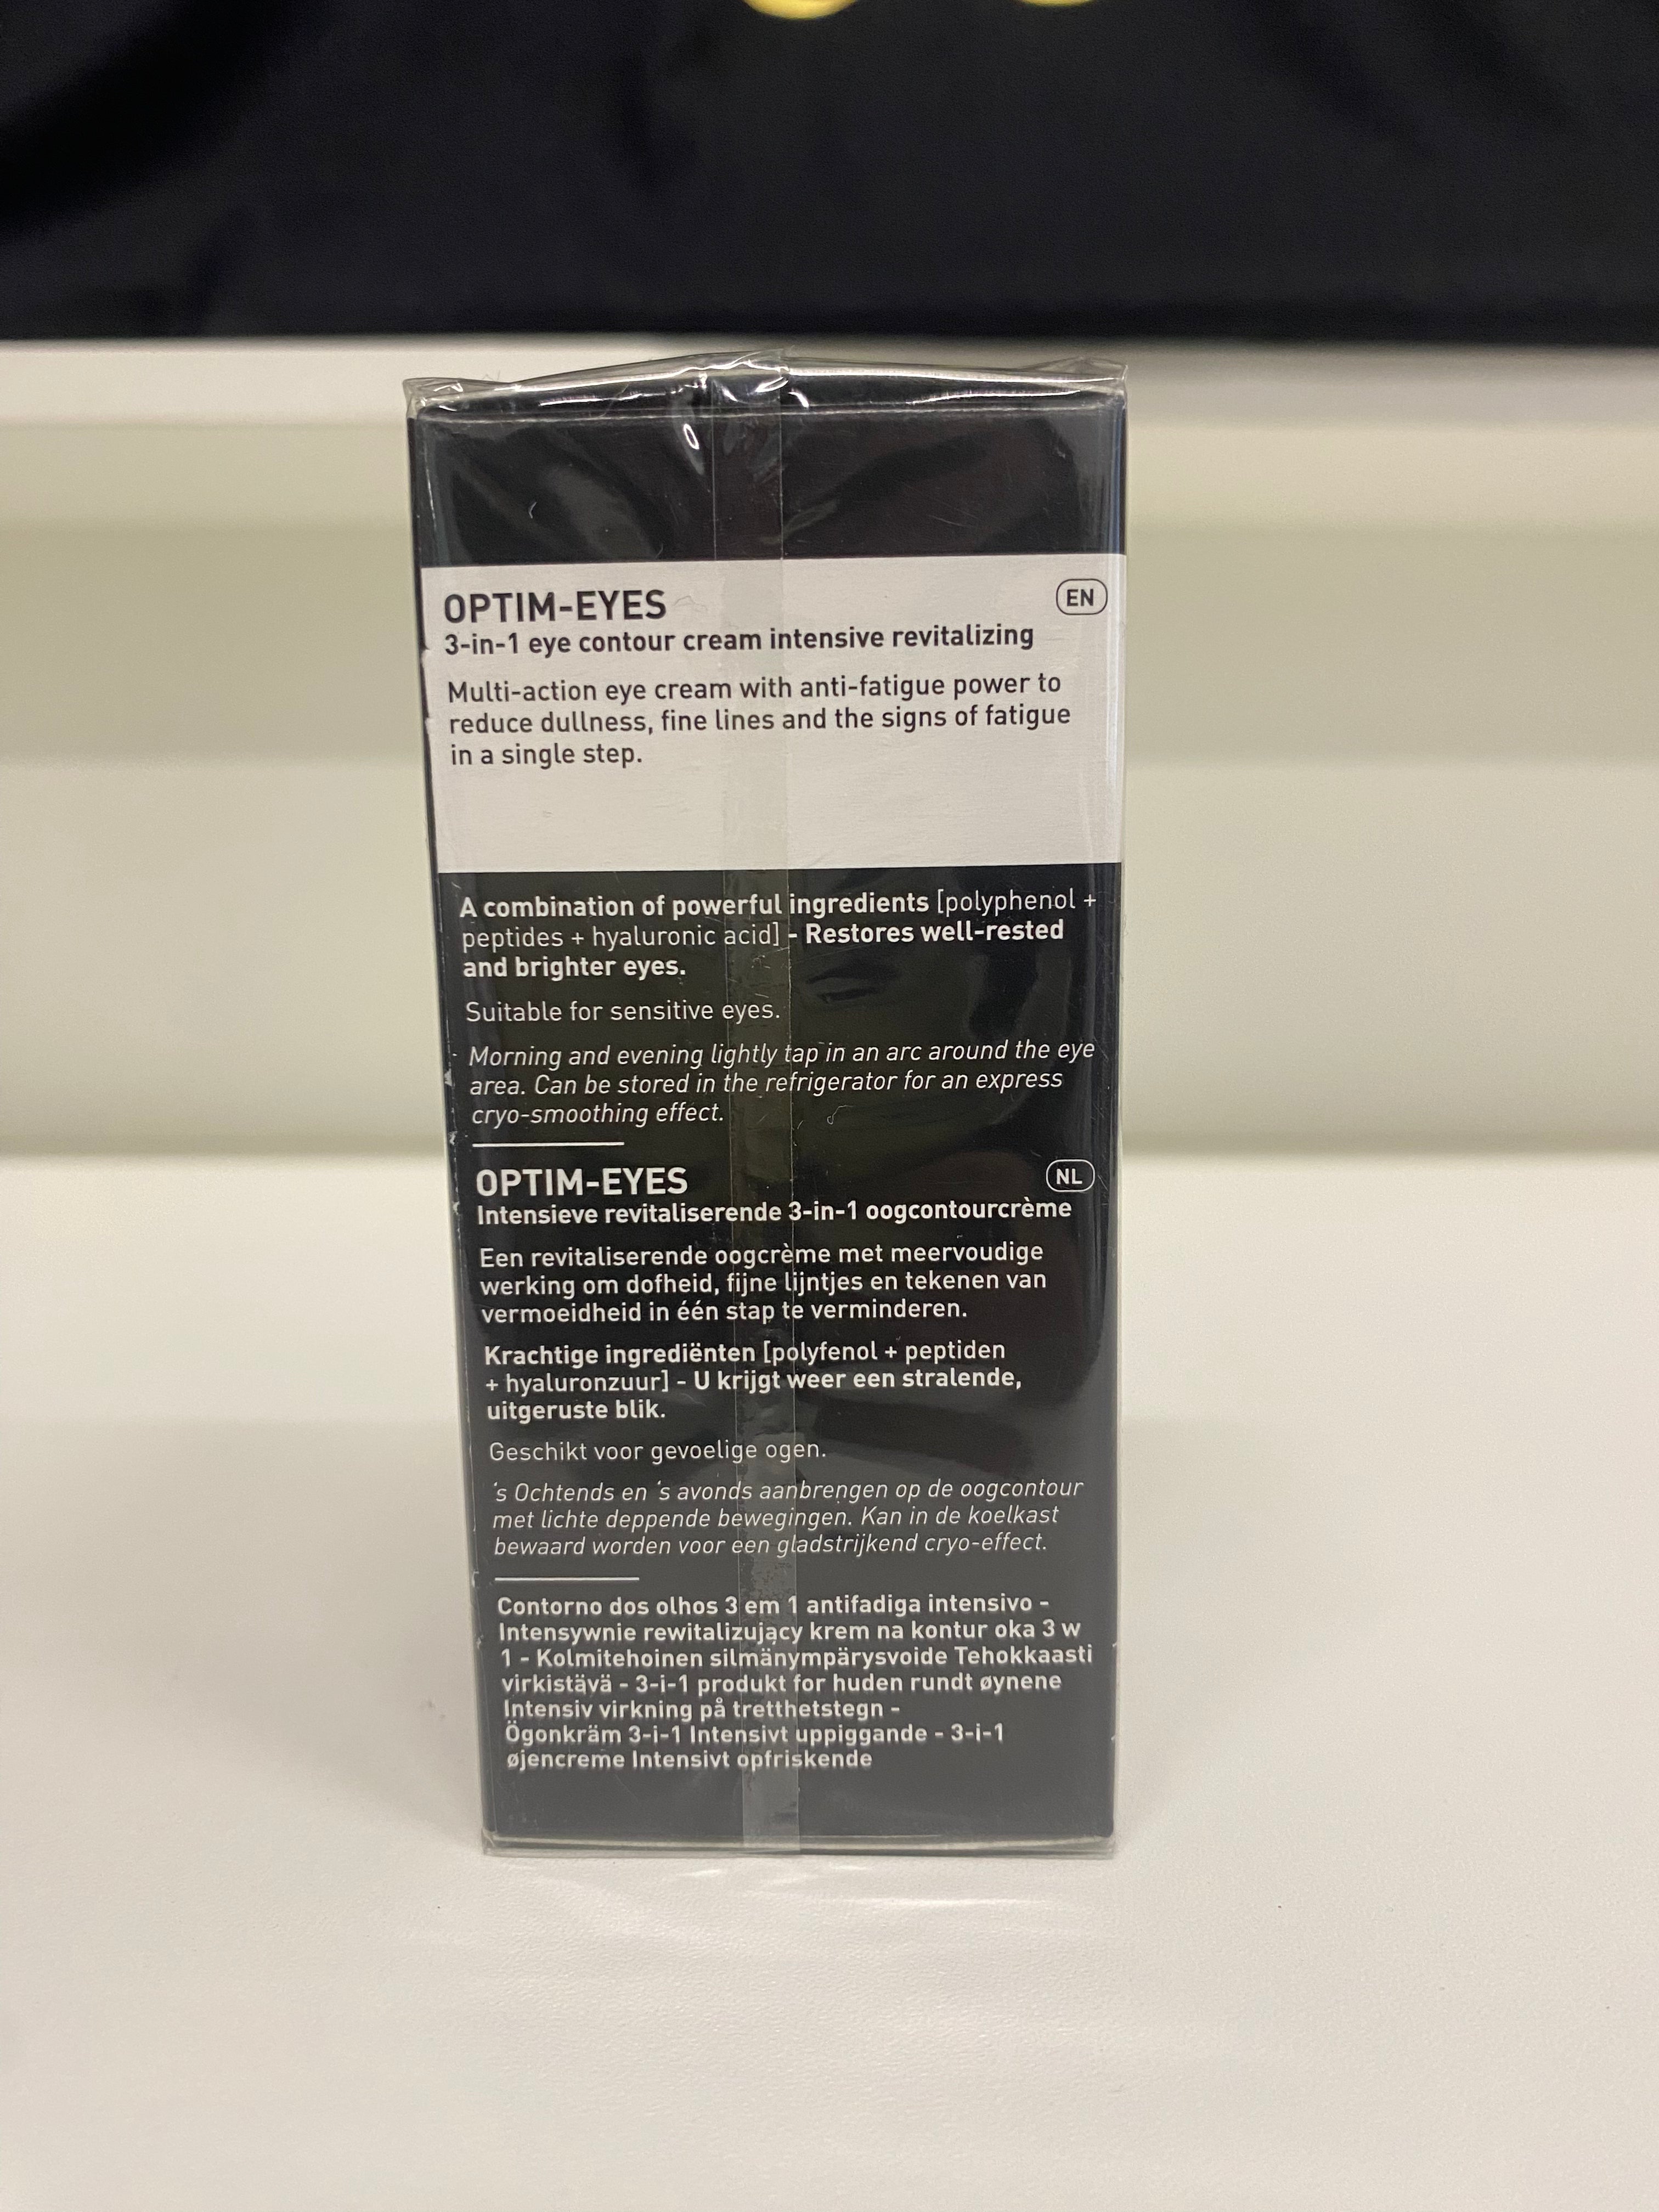 OPTIM-EYES
EN
3-in-1 eye contour cream intensive revitalizing
Multi-action eye cream with anti-fatigue power to
reduce dullness, fine lines and the signs of fatigue
in a single step.
A combination of powerful ingredients [polyphenol +
peptides + hyaluronic acid] - Restores well-rested
and brighter eyes.
Suitable for sensitive eyes.
Morning and evening lightly tap in an arc around the eye
area. Can be stored in the refrigerator for an express
cryo-smoothing effect.
OPTIM-EYES
NL
Intensieve revitaliserende 3-in-1 oogcontourcrème
Een revitaliserende oogcrème met meervoudige
werking om dofheid, fijne lijntjes en tekenen van
vermoeidheid in één stap te verminderen.
Krachtige ingrediënten [polyfenol + peptiden
+ hyaluronzuur] - U krijgt weer een stralende,
uitgeruste blik.
Geschikt voor gevoelige ogen.
's Ochtends en 's avonds aanbrengen op de oogcontour
met lichte deppende bewegingen. Kan in de koelkast
bewaard worden voor een gladstrijkend cryo-effect.
Contorno dos olhos 3 em 1 antifadiga intensivo -
Intensywnie rewitalizujący krem na kontur oka 3 w
1 - Kolmitehoinen silmänympärysvoide Tehokkaasti
virkistävä - 3-i-1 produkt for huden rundt øynene
Intensiv virkning på tretthetstegn -
Ögonkräm 3-i-1 Intensivt uppiggande - 3-i-1
øjencreme Intensivt opfriskende